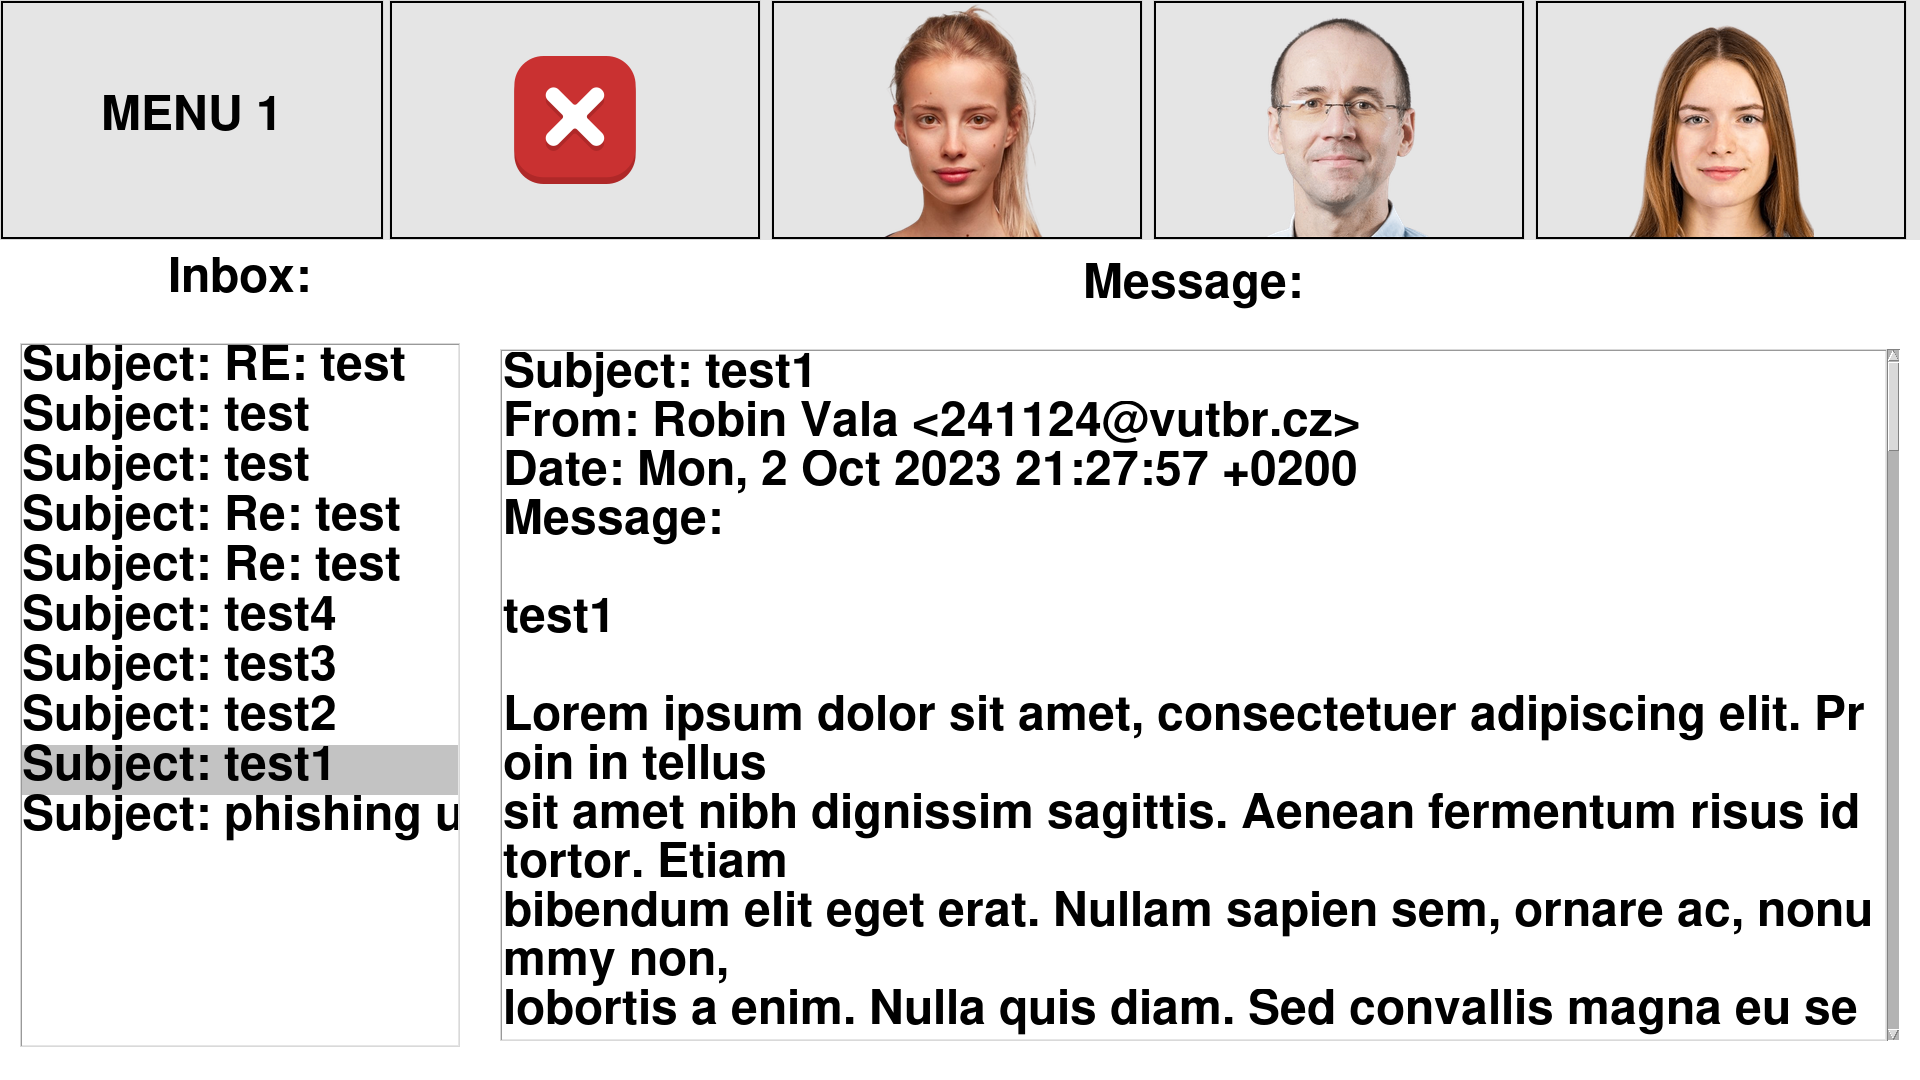 MENU 1
Inbox:
Message:
Subject: RE: test
Subject: test
Subject: test
Subject: Re: test
Subject: Re: test
Subject: test4
Subject: test3
Subject: test2
Subject: test1
Subject: phishing u
Subject: test1
From: Robin Vala <241124@vutbr.cz>
Date: Mon, 2 Oct 2023 21:27:57 +0200
Message:
test1
Lorem ipsum dolor sit amet, consectetuer adipiscing elit. Pr
oin in tellus
sit amet nibh dignissim sagittis. Aenean fermentum risus id
tortor. Etiam
bibendum elit eget erat. Nullam sapien sem, ornare ac, nonu
mmy non,
lobortis a enim. Nulla quis diam. Sed convallis magna eu se